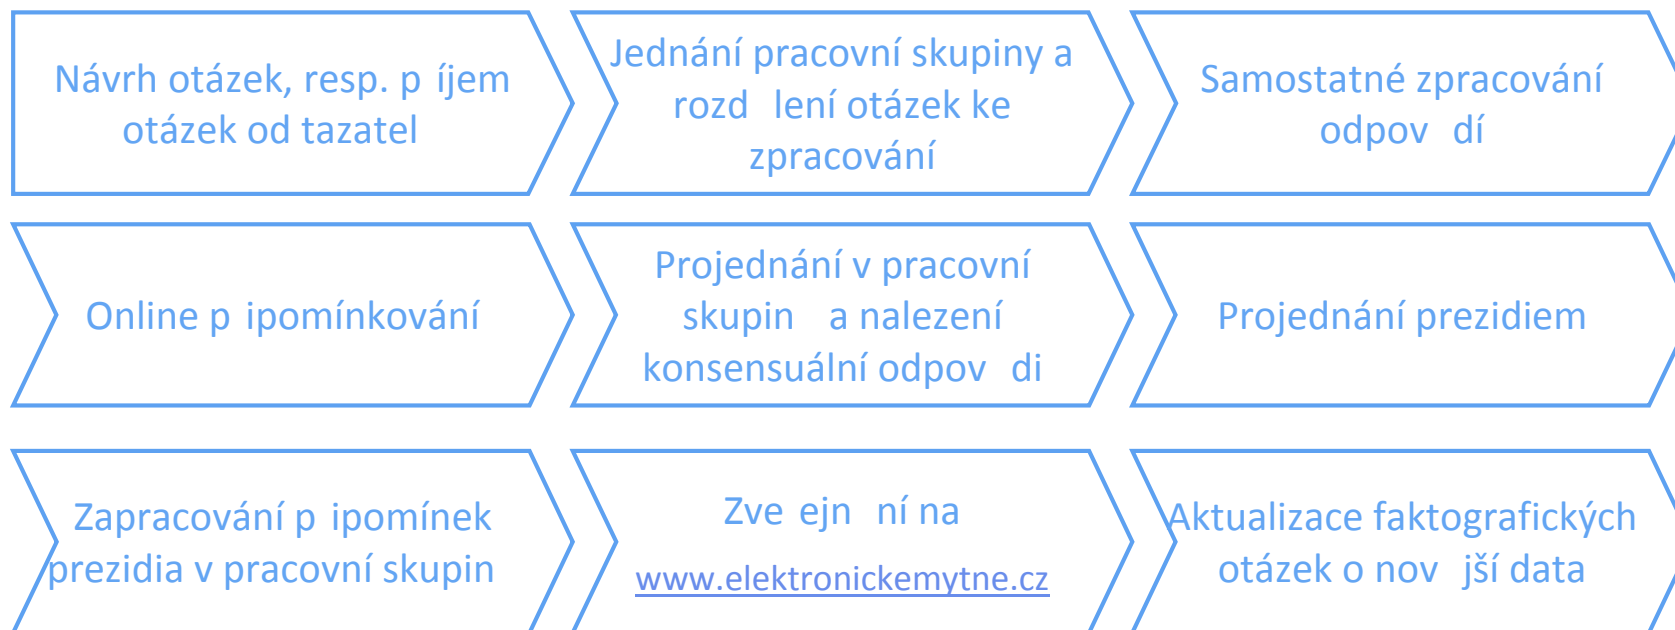 Návrh otázek, resp. p íjem
otázek od tazatel
Jednání pracovní skupiny a
rozd lení otázek ke
zpracování
Samostatné zpracování
odpov dí
Online p ipomínkování
Projednání v pracovní
skupin a nalezení
konsensuální odpov di
Projednání prezidiem
Zapracování p ipomínek
prezidia v pracovní skupin
Zve ejn ní na
www.elektronickemytne.cz
Aktualizace faktografických
otázek o nov jší data